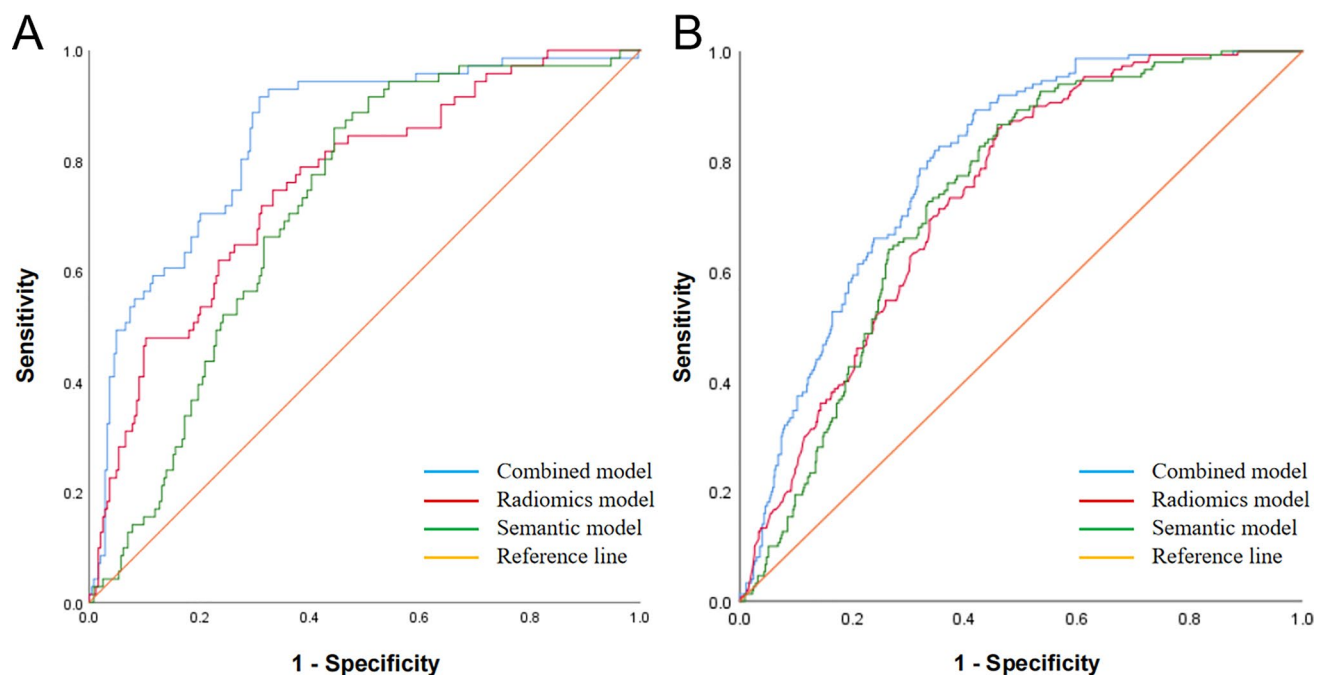 A
1.0
0.8
0.6
0.4
0.2
0.0
0.0 0.2 0.4 0.6 0.8 1.0
Sensitivity
1 - Specificity
Combined model
Radiomics model
Semantic model
Reference line
B
1.0
0.8
0.6
0.4
0.2
0.0
0.0 0.2 0.4 0.6 0.8 1.0
Sensitivity
1 - Specificity
Combined model
Radiomics model
Semantic model
Reference line